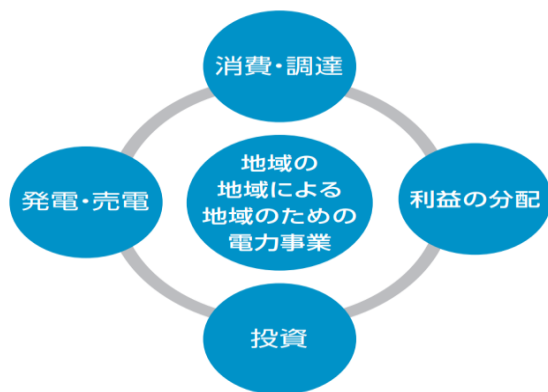 消費・調達
発電・売電
地域の
地域による
地域のための
電力事業
利益の分配
投資